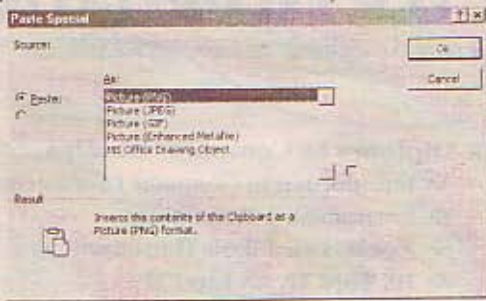 Paste Special
Source:
OK
Cancel
As:
Paste:
Picture (PNG)
Picture (JPEG)
Picture (GIF)
Picture (Enhanced Metafile)
MS Office Drawing Object
Result
Inserts the contents of the Clipboard as a
Picture (PNG) format.